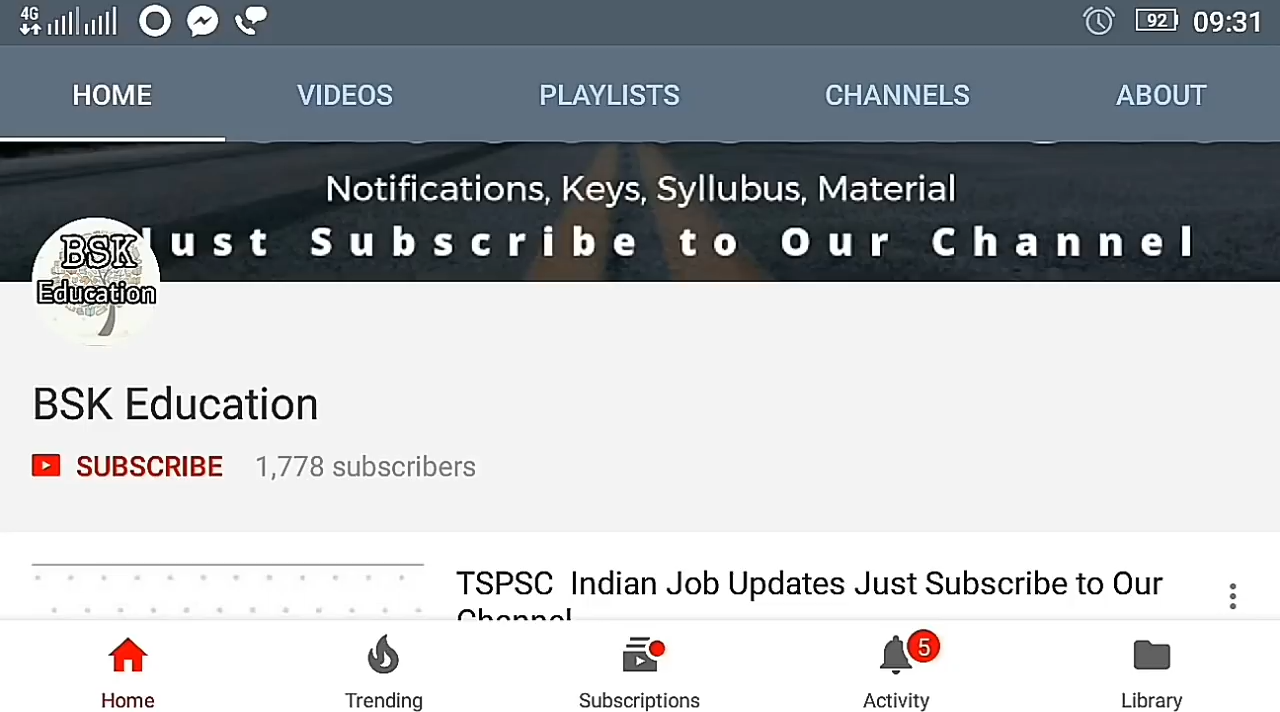 4G 92 09:31
HOME VIDEOS PLAYLISTS CHANNELS ABOUT
Notifications, Keys, Syllubus, Material
Just Subscribe to Our Channel
BSK
Education
BSK Education
SUBSCRIBE 1,778 subscribers
TSPSC Indian Job Updates Just Subscribe to Our
Channel
5
Home Trending Subscriptions Activity Library